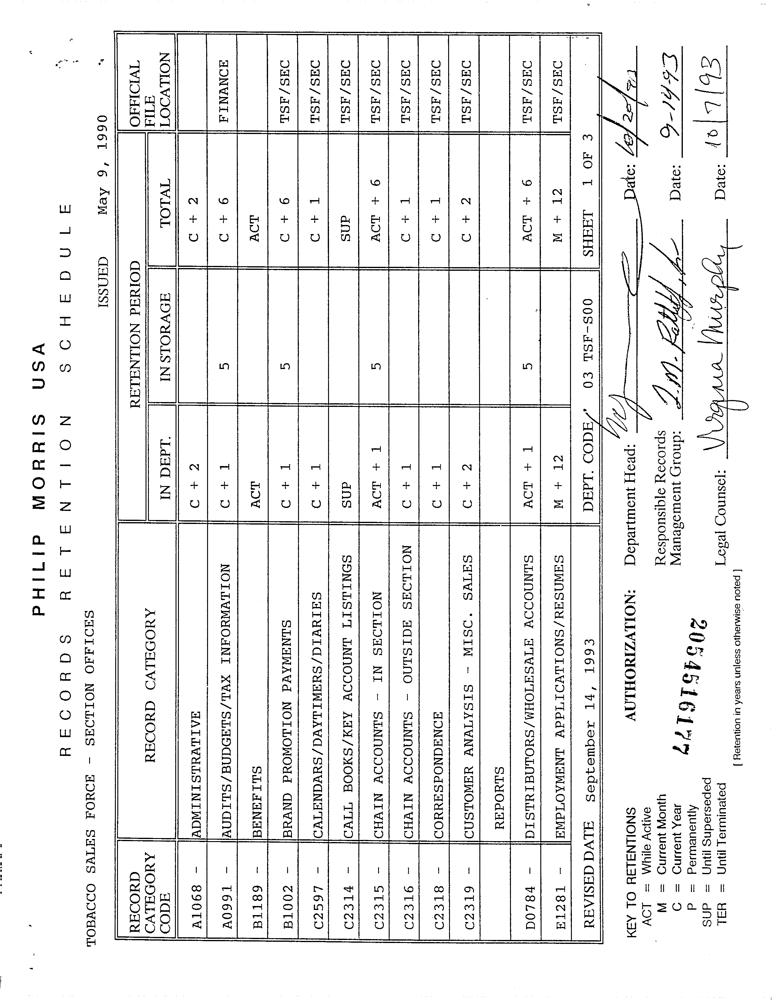 PHILIP MORRIS USA
RECORDS RETENTION SCHEDULE
TOBACCO SALES FORCE - SECTION OFFICES ISSUED May 9, 1990
RECORD CATEGORY CODE RECORD CATEGORY RETENTION PERIOD OFFICIAL FILE LOCATION
IN DEPT. IN STORAGE TOTAL
A1068 - ADMINISTRATIVE C + 2 C + 2
A0991 - AUDITS/BUDGETS/TAX INFORMATION C + 1 5 C + 6 FINANCE
B1189 - BENEFITS ACT ACT
B1002 - BRAND PROMOTION PAYMENTS C + 1 5 C + 6 TSF/SEC
C2597 - CALENDARS/DAYTIMERS/DIARIES C + 1 C + 1 TSF/SEC
C2314 - CALL BOOKS/KEY ACCOUNT LISTINGS SUP SUP TSF/SEC
C2315 - CHAIN ACCOUNTS - IN SECTION ACT + 1 5 ACT + 6 TSF/SEC
C2316 - CHAIN ACCOUNTS - OUTSIDE SECTION C + 1 C + 1 TSF/SEC
C2318 - CORRESPONDENCE C + 1 C + 1 TSF/SEC
C2319 - CUSTOMER ANALYSIS - MISC. SALES C + 2 C + 2 TSF/SEC
REPORTS
D0784 - DISTRIBUTORS/WHOLESALE ACCOUNTS ACT + 1 5 ACT + 6 TSF/SEC
E1281 - EMPLOYMENT APPLICATIONS/RESUMES M + 12 M + 12 TSF/SEC
REVISED DATE September 14, 1993 DEPT. CODE 03 TSF-S00 SHEET 1 OF 3
KEY TO RETENTIONS
ACT = While Active
M = Current Month
C = Current Year
P = Permanently
SUP = Until Superseded
TER = Until Terminated
[ Retention in years unless otherwise noted ]
AUTHORIZATION:
Department Head: Date: 10/20/93
Responsible Records
Management Group: Date: 9-14-93
Legal Counsel: Virginia Murphy Date: 10/7/93
2054516177